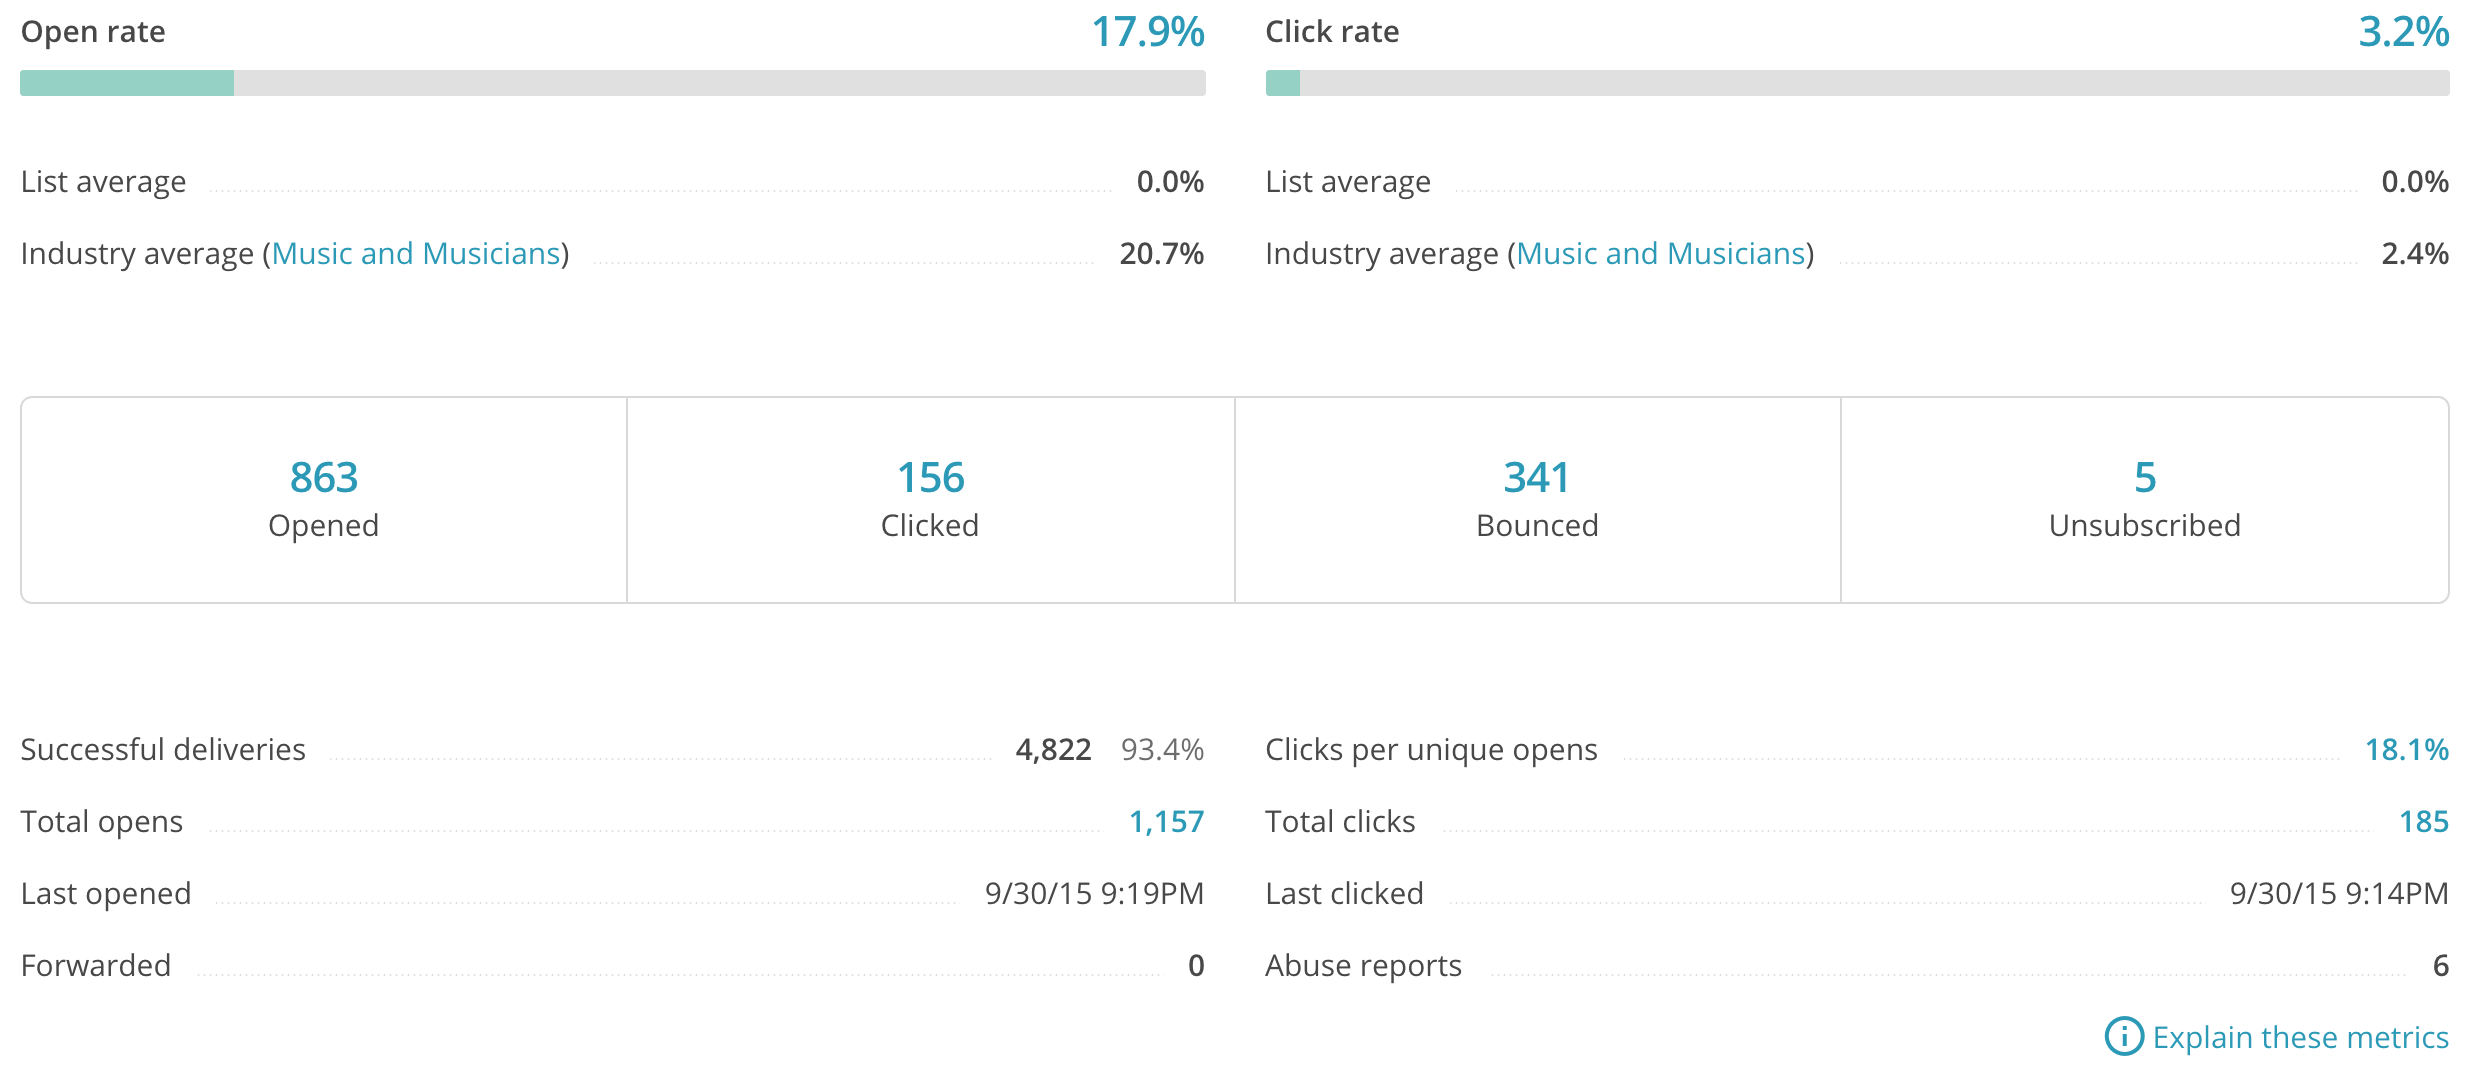 Open rate 17.9% Click rate 3.2%
List average 0.0% List average 0.0%
Industry average (Music and Musicians) 20.7% Industry average (Music and Musicians) 2.4%
863 156 341 5
Opened Clicked Bounced Unsubscribed
Successful deliveries 4,822 93.4% Clicks per unique opens 18.1%
Total opens 1,157 Total clicks 185
Last opened 9/30/15 9:19PM Last clicked 9/30/15 9:14PM
Forwarded 0 Abuse reports 6
i Explain these metrics